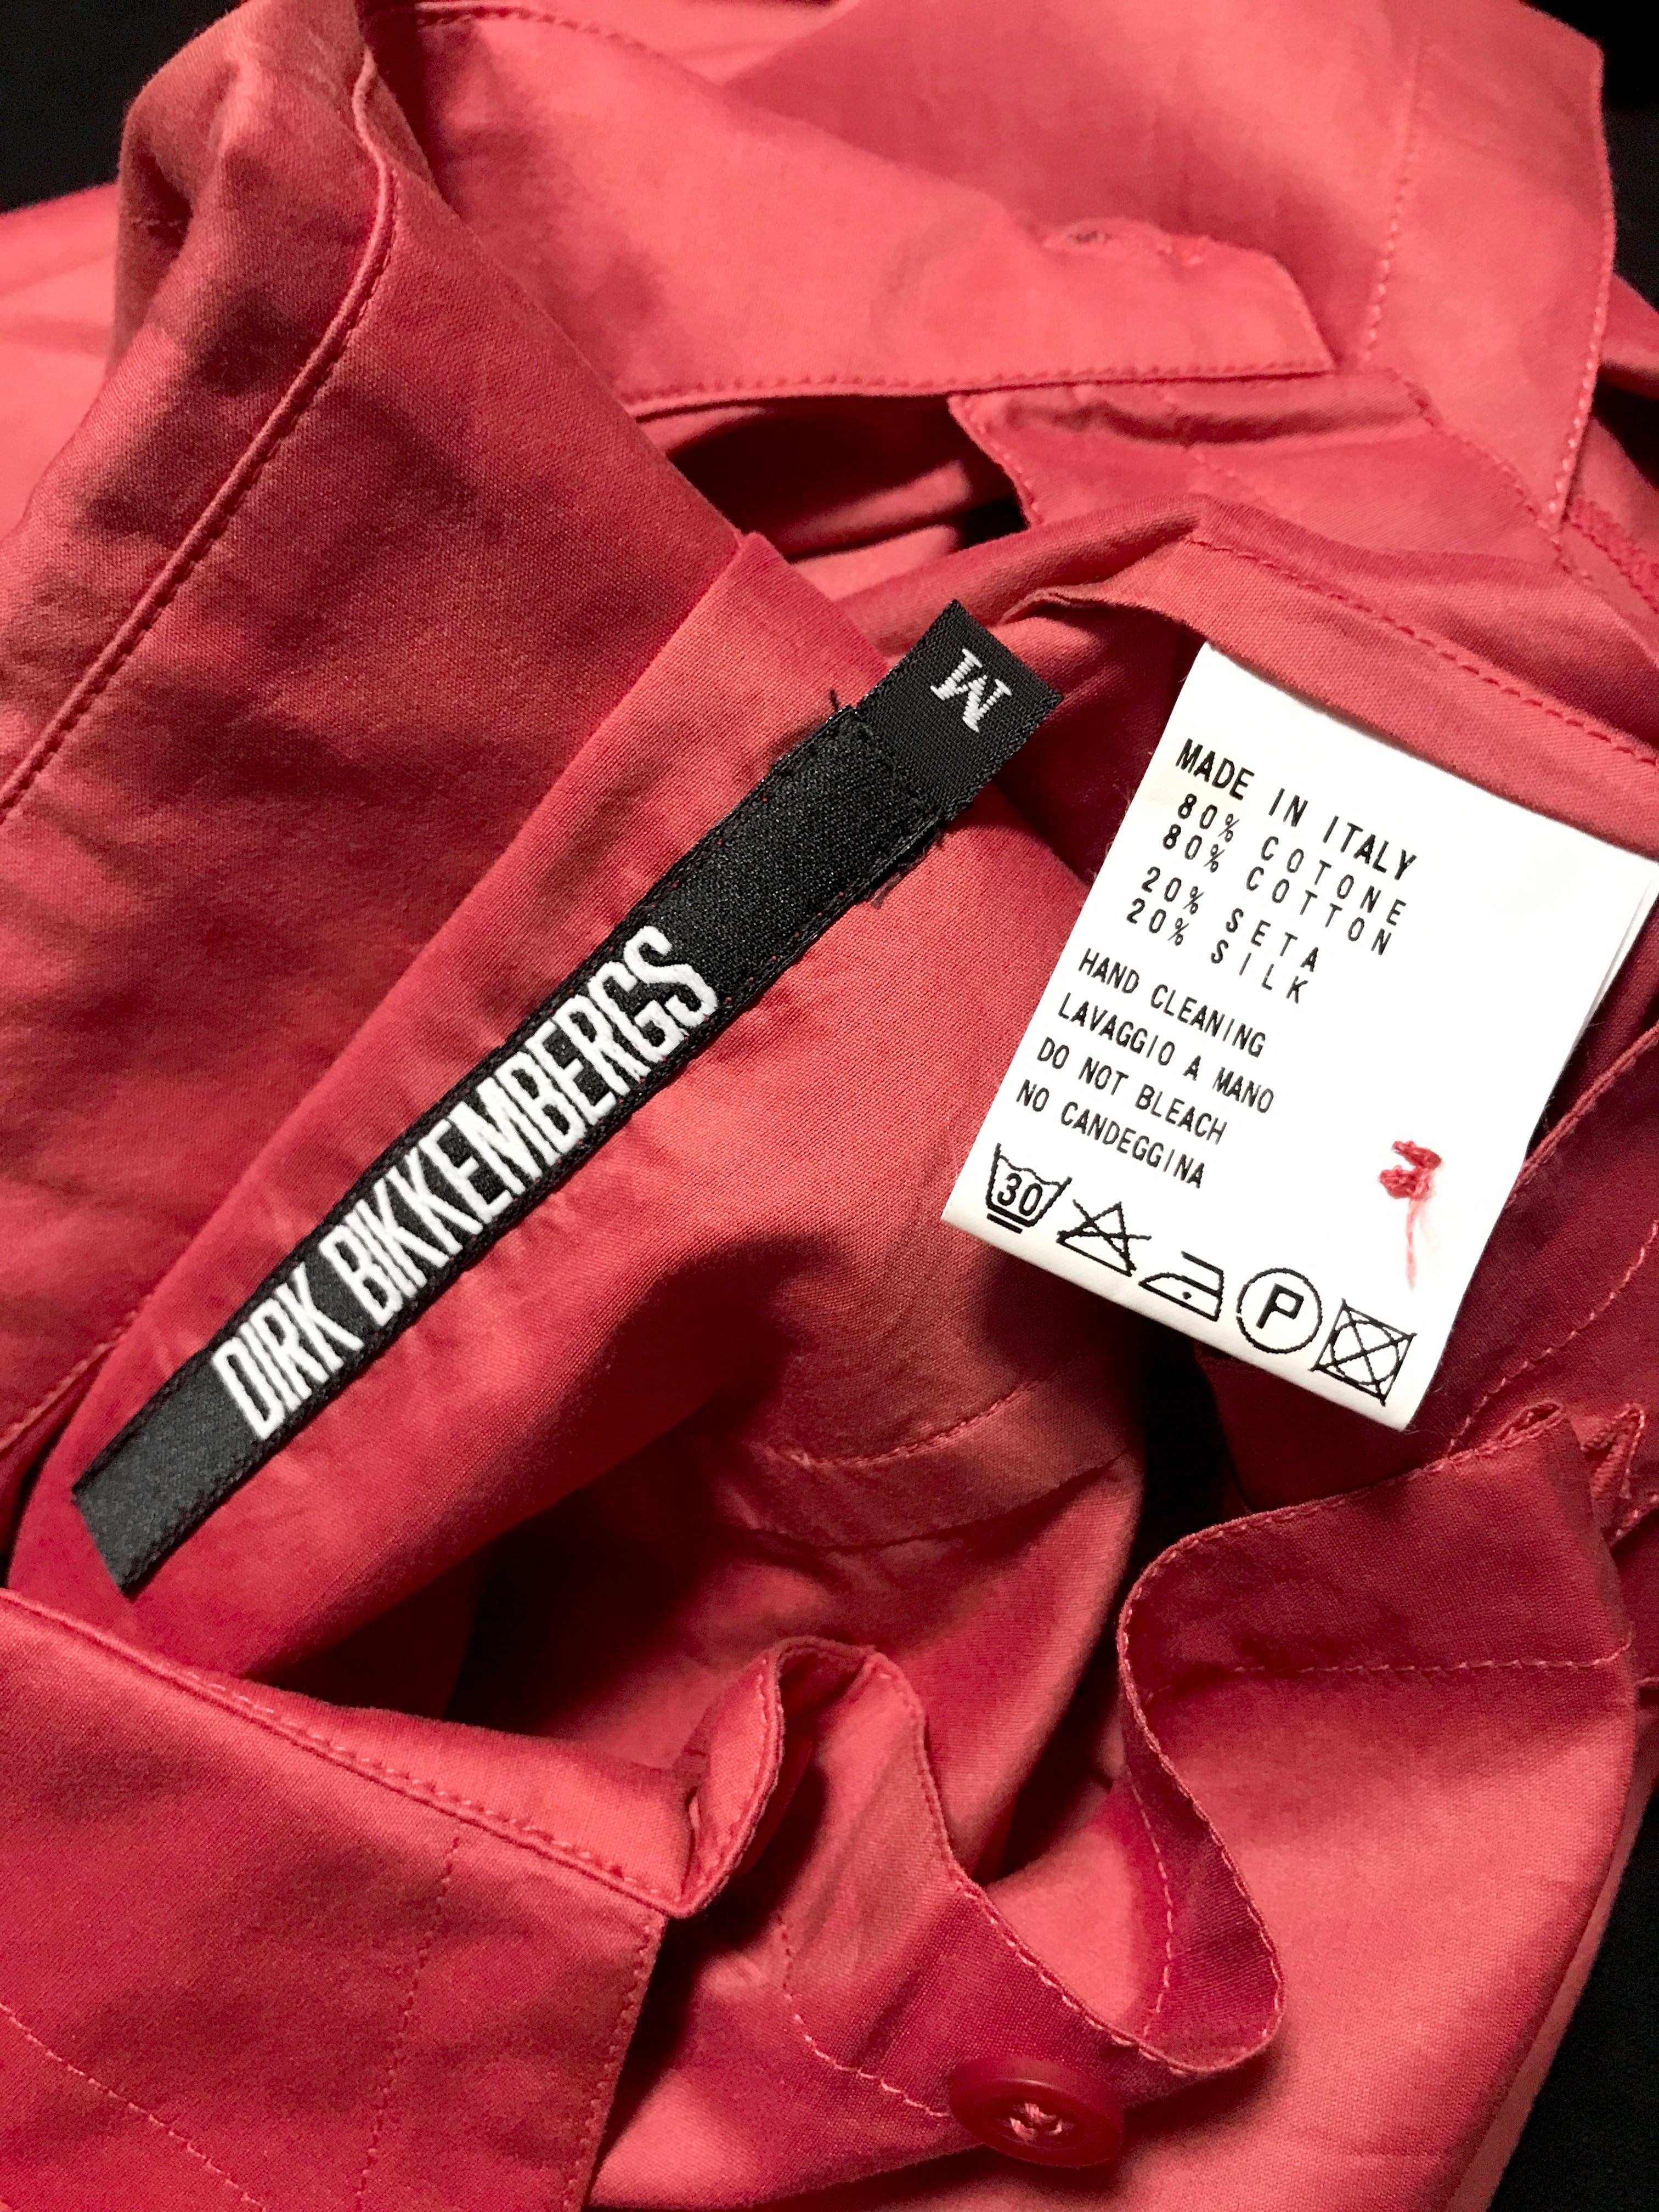 M
DIRK BIKKEMBERGS
MADE IN ITALY
80% COTONE
80% COTTON
20% SETA
20% SILK
HAND CLEANING
LAVAGGIO A MANO
DO NOT BLEACH
NO CANDEGGINA
30
P